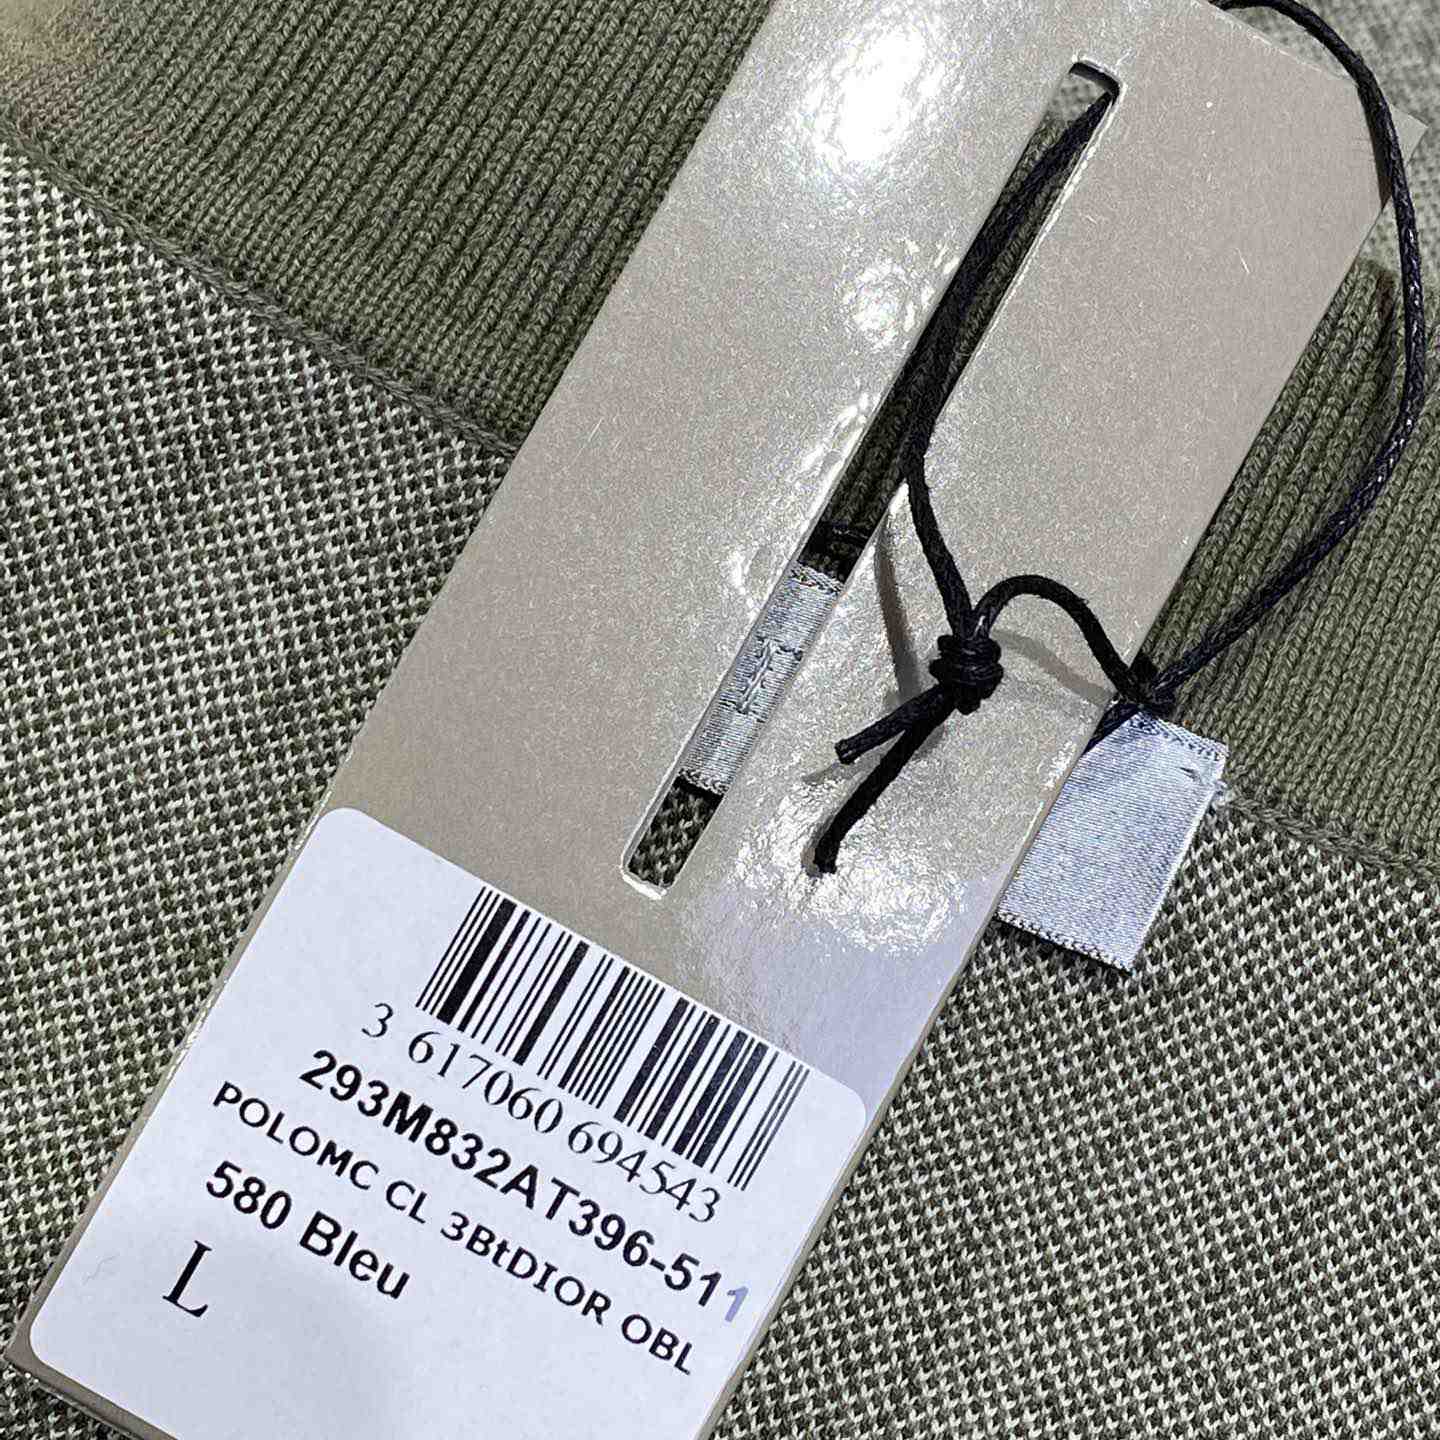 3 617060 694543
293M832AT396-511
POLOMC CL 3BtDIOR OBL
580 Bleu
L